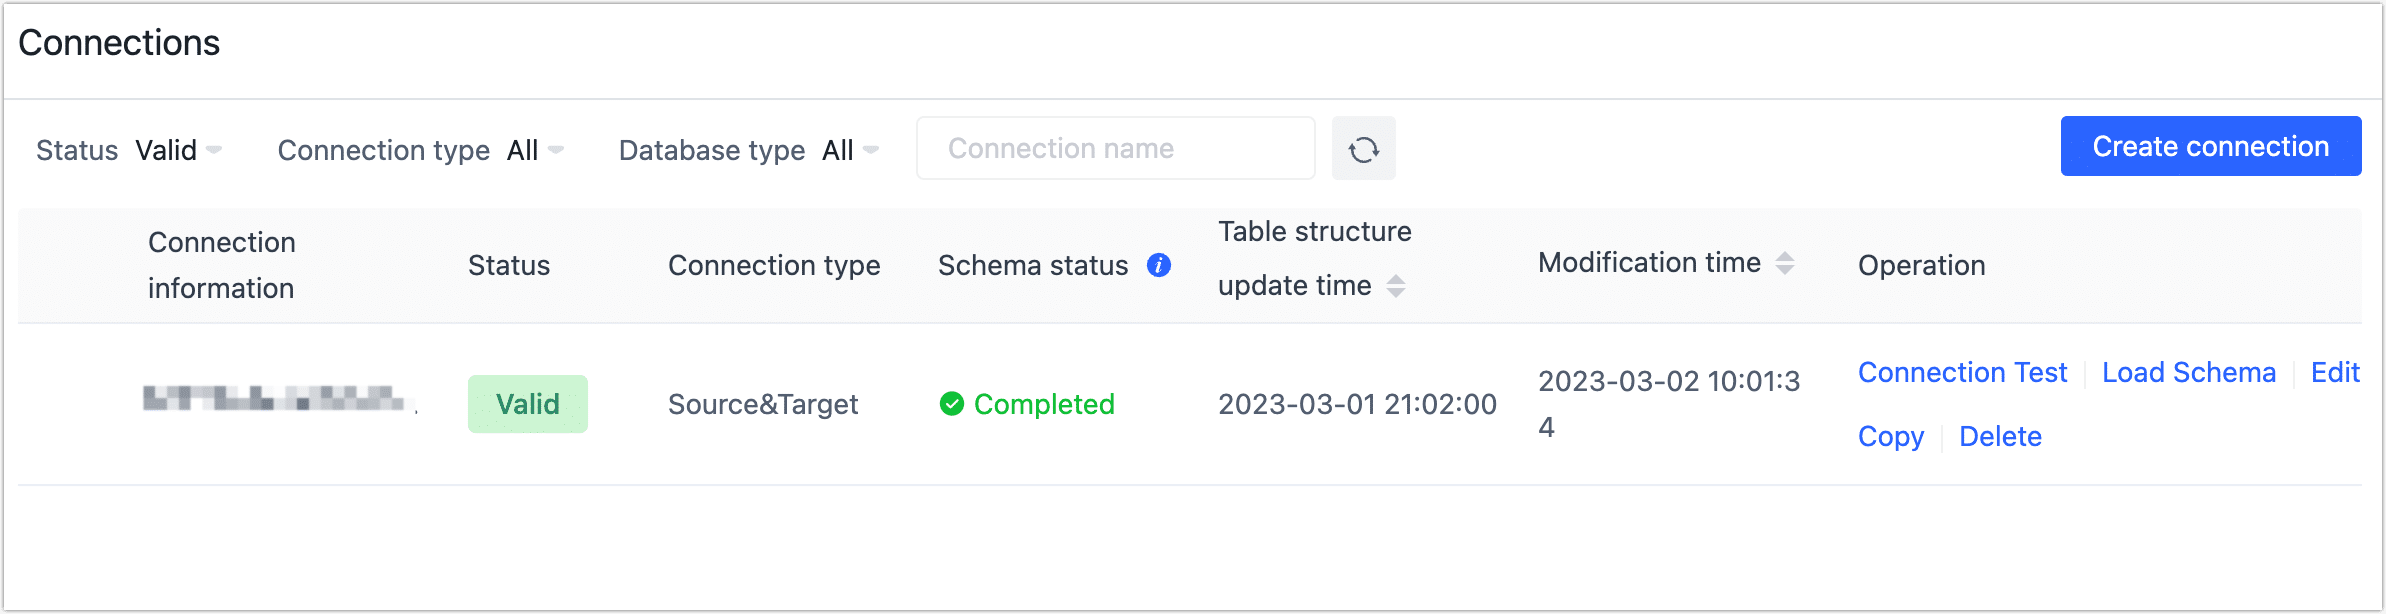 Connections
Status Valid Connection type All Database type All Connection name Create connection
Connection information Status Connection type Schema status Table structure update time Modification time Operation
Valid Source&Target Completed 2023-03-01 21:02:00 2023-03-02 10:01:3
4
Connection Test Load Schema Edit
Copy Delete